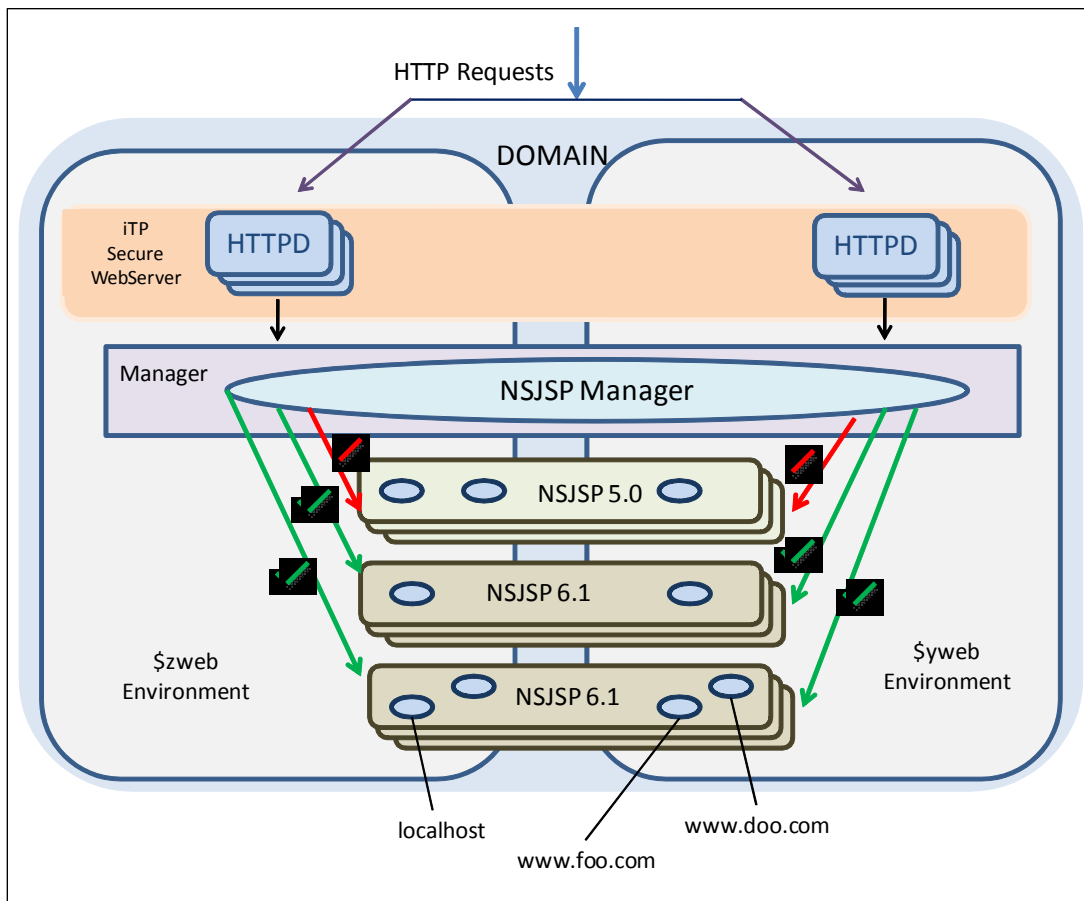 HTTP Requests
DOMAIN
iTP
Secure
WebServer
HTTPD
HTTPD
Manager
NSJSP Manager
NSJSP 5.0
NSJSP 6.1
$zweb
Environment
$yweb
Environment
NSJSP 6.1
localhost
www.doo.com
www.foo.com